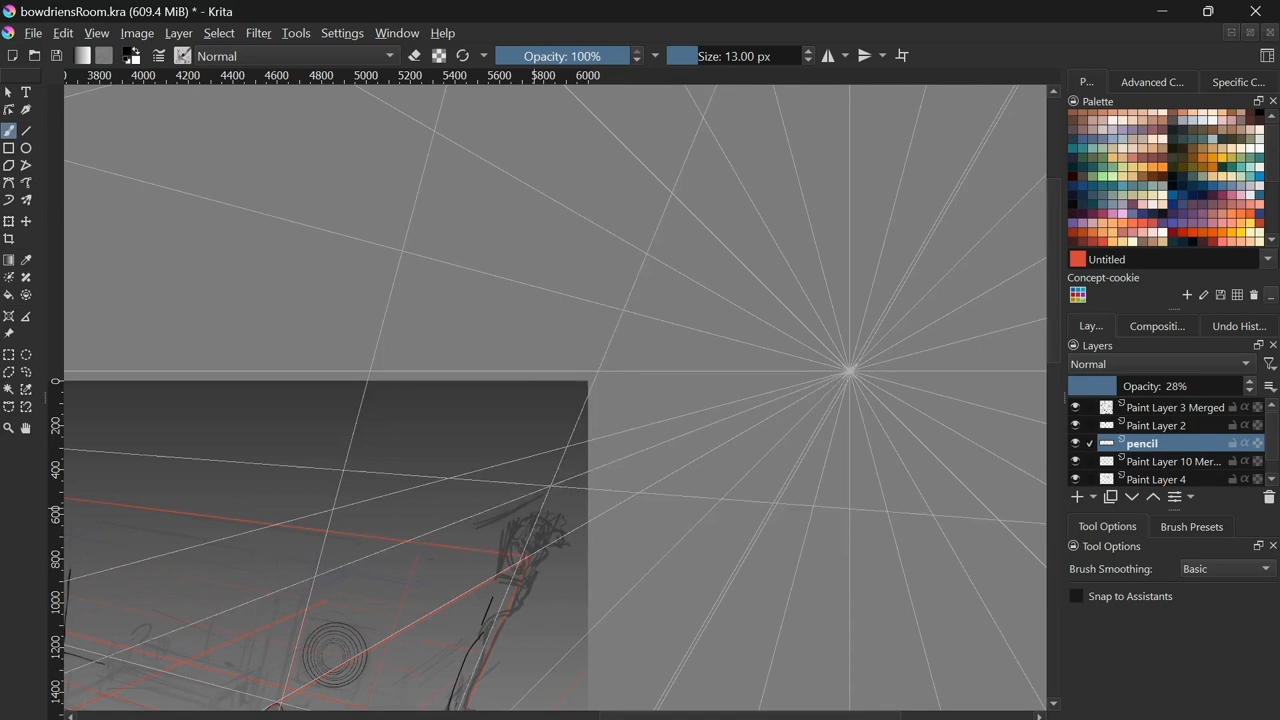 bowdriensRoom.kra (609.4 MiB) * - Krita
File Edit View Image Layer Select Filter Tools Settings Window Help
Normal Opacity: 100% Size: 13.00 px
3800 4000 4200 4400 4600 4800 5000 5200 5400 5600 5800 6000
P... Advanced C... Specific C...
Palette
Untitled
Concept-cookie
...
Lay... Compositi... Undo Hist...
Layers
Normal
Opacity: 28%
Paint Layer 3 Merged
Paint Layer 2
pencil
Paint Layer 10 Mer...
Paint Layer 4
Tool Options Brush Presets
Tool Options
Brush Smoothing: Basic
Snap to Assistants
0
200
400
600
800
1000
1200
1400